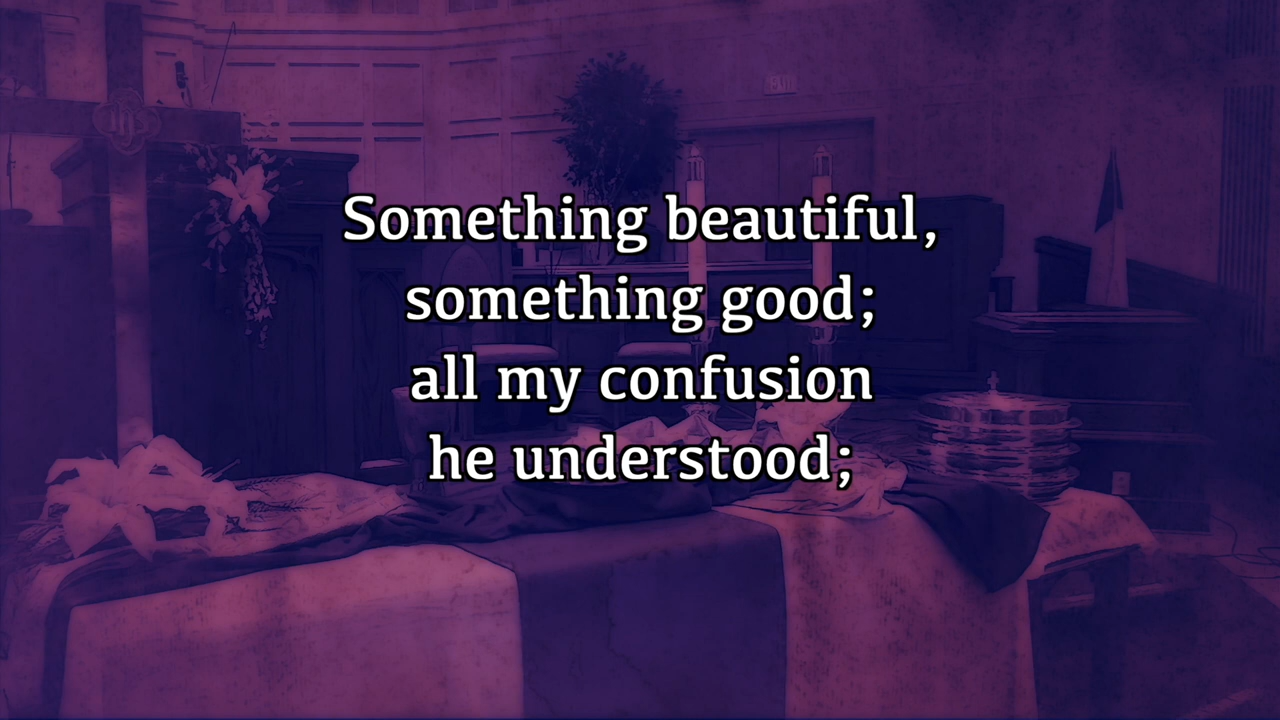 Something beautiful,
something good;
all my confusion
he understood;